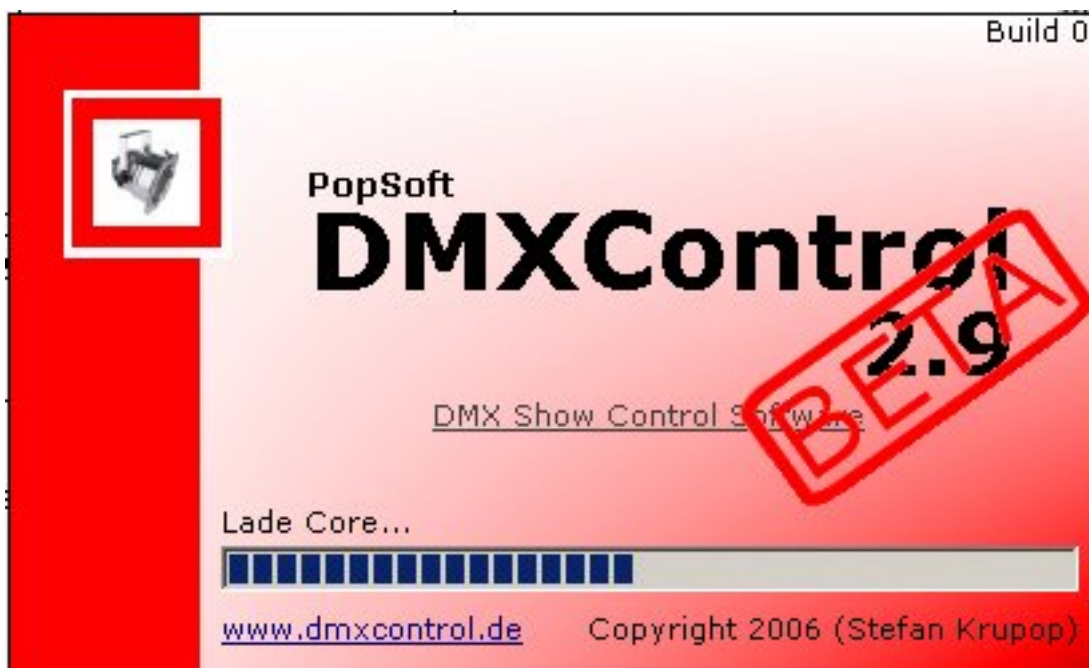 Build 0
PopSoft
DMXControl
2.9
BETA
DMX Show Control Software
Lade Core...
www.dmxcontrol.de
Copyright 2006 (Stefan Krupop)